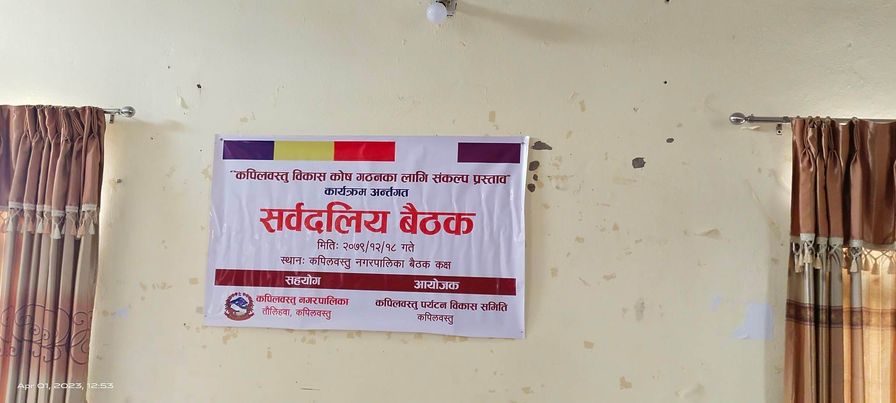 "कपिलवस्तु विकास कोष गठनका लागि संकल्प प्रस्ताव"
कार्यक्रम अर्न्तगत
सर्वदलिय बैठक
मितिः २०७९/१२/१८ गते
स्थानः कपिलवस्तु नगरपालिका बैठक कक्ष
सहयोग
आयोजक
कपिलवस्तु नगरपालिका
तौलिहवा, कपिलवस्तु
कपिलवस्तु पर्यटन विकास समिति
कपिलवस्तु
Apr 01, 2023, 12:53